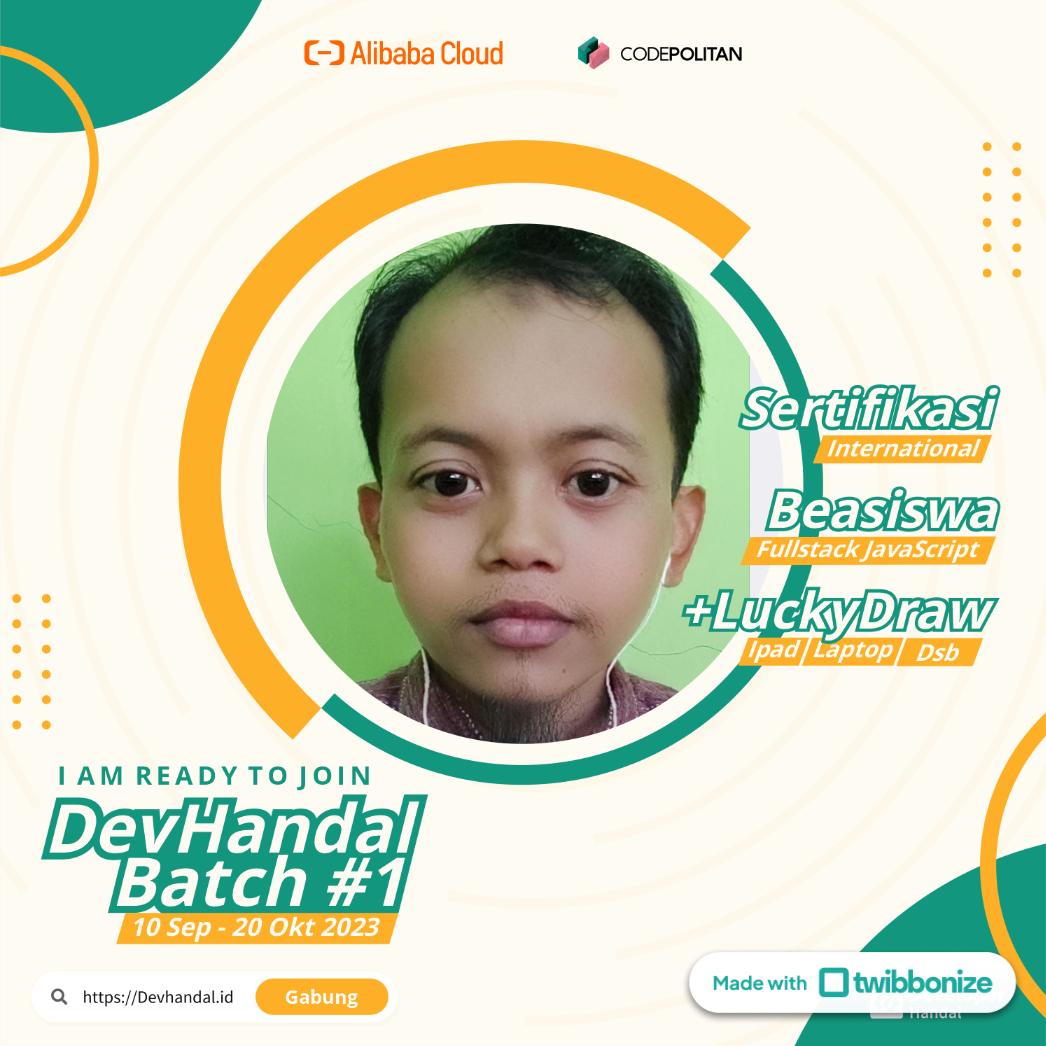 Alibaba Cloud
CODEPOLITAN
Sertifikasi
International
Beasiswa
Fullstack JavaScript
+LuckyDraw
Ipad Laptop Dsb
I AM READY TO JOIN
DevHandal
Batch #1
10 Sep - 20 Okt 2023
https://Devhandal.id
Gabung
Made with twibbonize
Handal